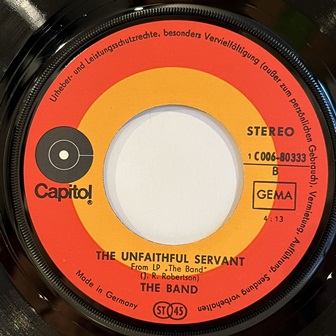 Urheber- und Leistungsschutzrechte, besonders Vervielfältigung (außer zum persönlichen Gebrauch), Vermietung, Aufführung, Sendung vorbehalten
STEREO
1 C006-80333
B
GEMA
4:13
Capitol
THE UNFAITHFUL SERVANT
From LP „The Band"
(J. R. Robertson)
THE BAND
Made in Germany
ST 45